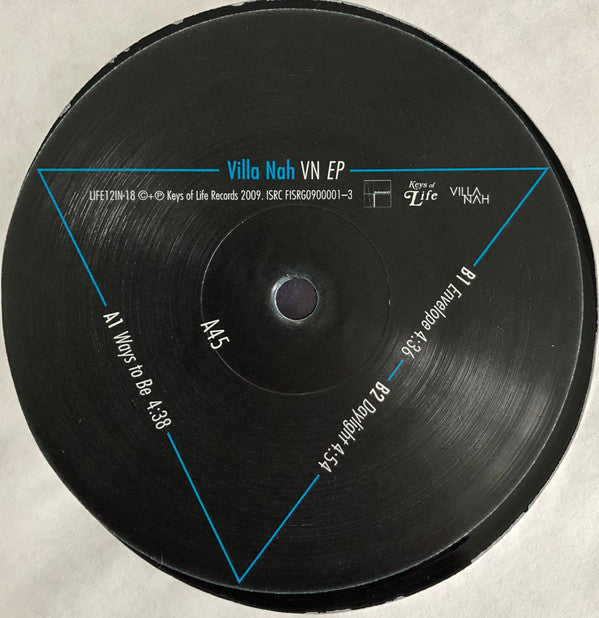 Villa Nah VN EP
LIFE12IN-18 ©+℗ Keys of Life Records 2009. ISRC FISRG0900001–3
Keys of
Life
VILLA
NAH
A1 Ways to Be 4:38
A45
B1 Envelope 4:36
B2 Daylight 4:54